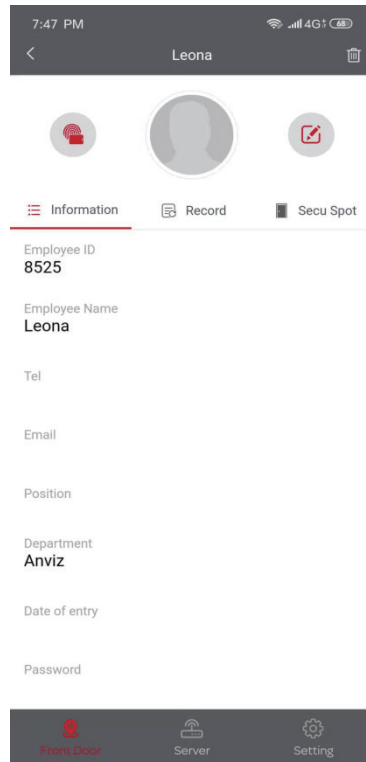 7:47 PM 4G 68
Leona
Information Record Secu Spot
Employee ID
8525
Employee Name
Leona
Tel
Email
Position
Department
Anviz
Date of entry
Password
Front Door Server Setting